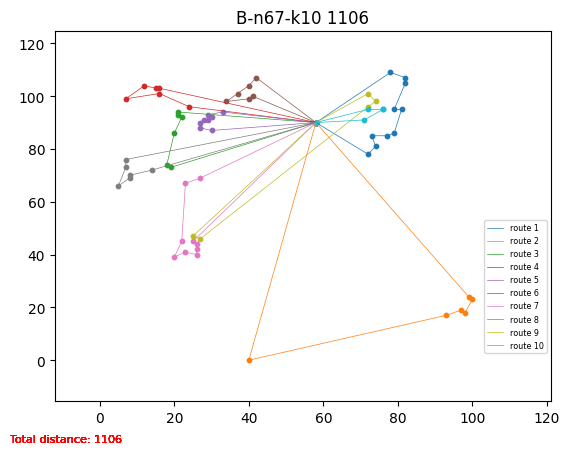 B-n67-k10 1106
120
100
80
60
40
20
0
0
20
40
60
80
100
120
route 1
route 2
route 3
route 4
route 5
route 6
route 7
route 8
route 9
route 10
Total distance: 1106